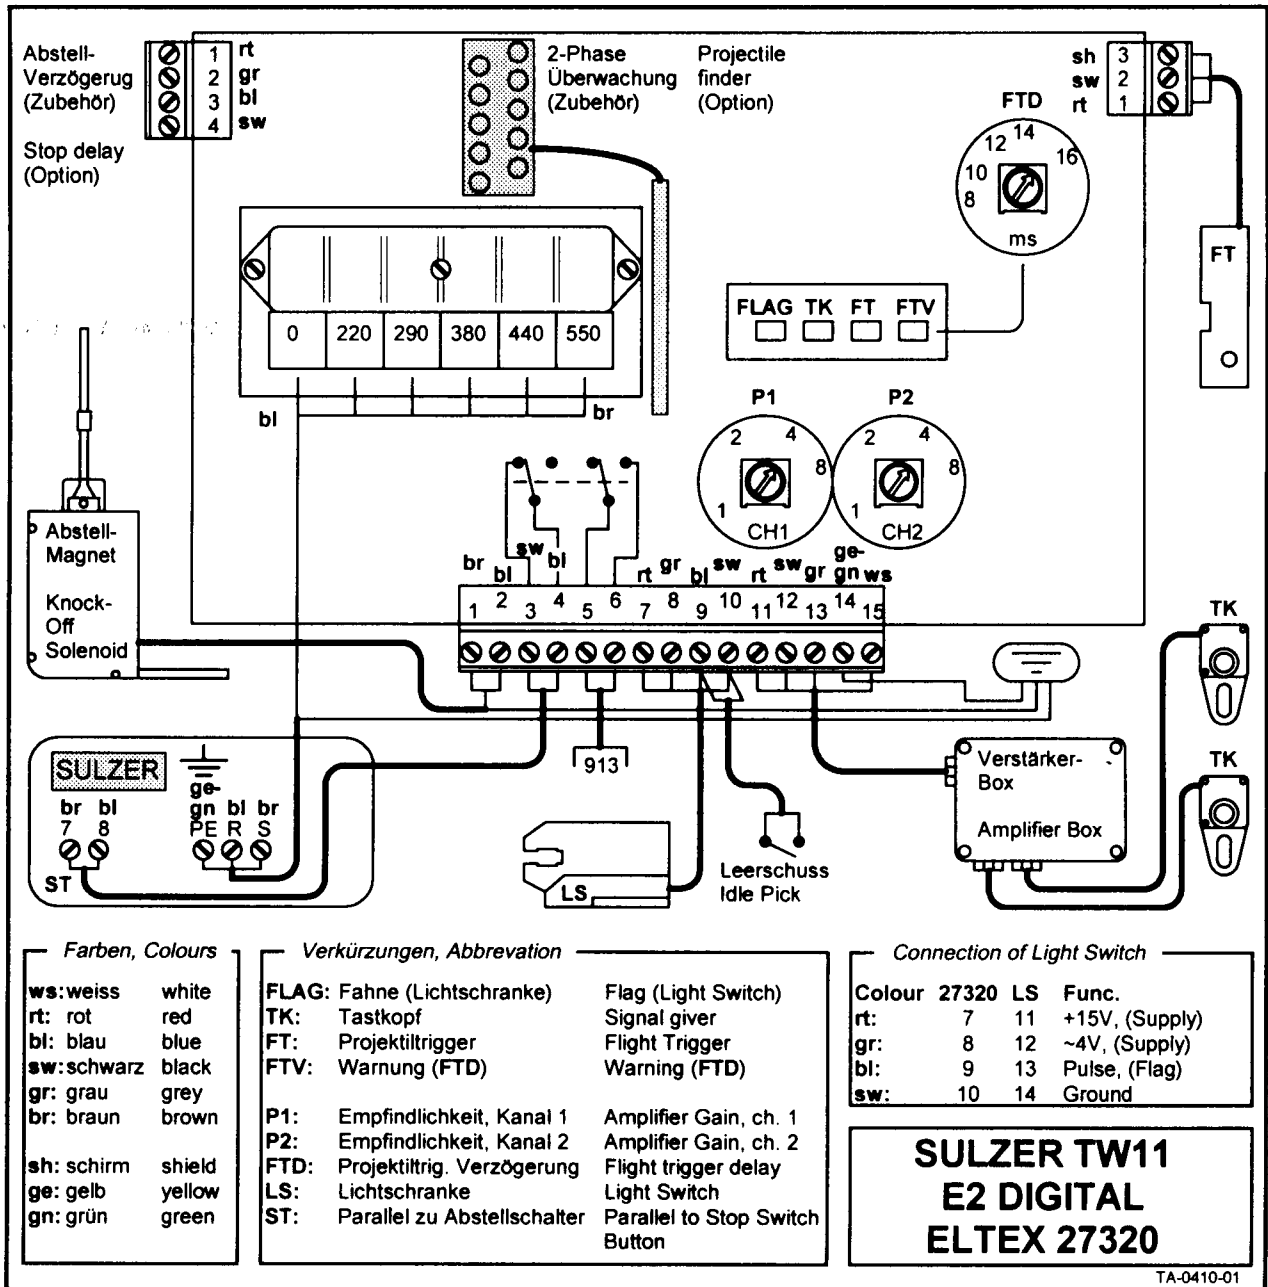 Abstell-
Verzögerug
(Zubehör)
Stop delay
(Option)
1 rt
2 gr
3 bl
4 sw
2-Phase
Überwachung
(Zubehör)
Projectile
finder
(Option)
sh 3
sw 2
rt 1
FTD
8 10 12 14 16
ms
FT
FLAG TK FT FTV
0 220 290 380 440 550
bl
br
P1
P2
1 2 4 8
CH1
1 2 4 8
CH2
Abstell-
Magnet
Knock-
Off
Solenoid
br bl sw bl rt gr bl sw rt sw gr ge-
gn ws
1 2 3 4 5 6 7 8 9 10 11 12 13 14 15
TK
TK
SULZER
br bl
7 8
ge-
gn bl br
PE R S
ST
913
LS
Leerschuss
Idle Pick
Verstärker-
Box
Amplifier Box
Farben, Colours
ws: weiss white
rt: rot red
bl: blau blue
sw: schwarz black
gr: grau grey
br: braun brown
sh: schirm shield
ge: gelb yellow
gn: grün green
Verkürzungen, Abbrevation
FLAG: Fahne (Lichtschranke) Flag (Light Switch)
TK: Tastkopf Signal giver
FT: Projektiltrigger Flight Trigger
FTV: Warnung (FTD) Warning (FTD)
P1: Empfindlichkeit, Kanal 1 Amplifier Gain, ch. 1
P2: Empfindlichkeit, Kanal 2 Amplifier Gain, ch. 2
FTD: Projektiltrig. Verzögerung Flight trigger delay
LS: Lichtschranke Light Switch
ST: Parallel zu Abstellschalter Parallel to Stop Switch
Button
Connection of Light Switch
Colour 27320 LS Func.
rt: 7 11 +15V, (Supply)
gr: 8 12 ~4V, (Supply)
bl: 9 13 Pulse, (Flag)
sw: 10 14 Ground
SULZER TW11
E2 DIGITAL
ELTEX 27320
TA-0410-01